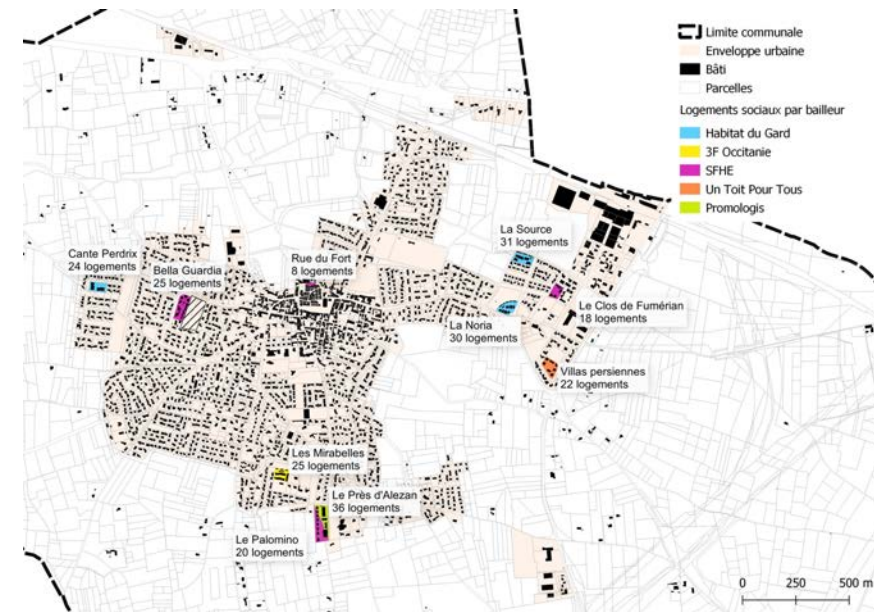 Limite communale
Enveloppe urbaine
Bâti
Parcelles
Logements sociaux par bailleur
Habitat du Gard
3F Occitanie
SFHE
Un Toit Pour Tous
Promologis
Cante Perdrix
24 logements
Bella Guardia
25 logements
Rue du Fort
8 logements
La Source
31 logements
La Noria
30 logements
Le Clos de Fumérian
18 logements
Villas persiennes
22 logements
Les Mirabelles
25 logements
Le Près d'Alezan
36 logements
Le Palomino
20 logements
0 250 500 m